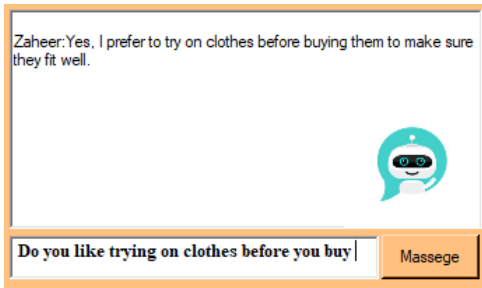 Zaheer:Yes, I prefer to try on clothes before buying them to make sure
they fit well.
Do you like trying on clothes before you buy
Massege